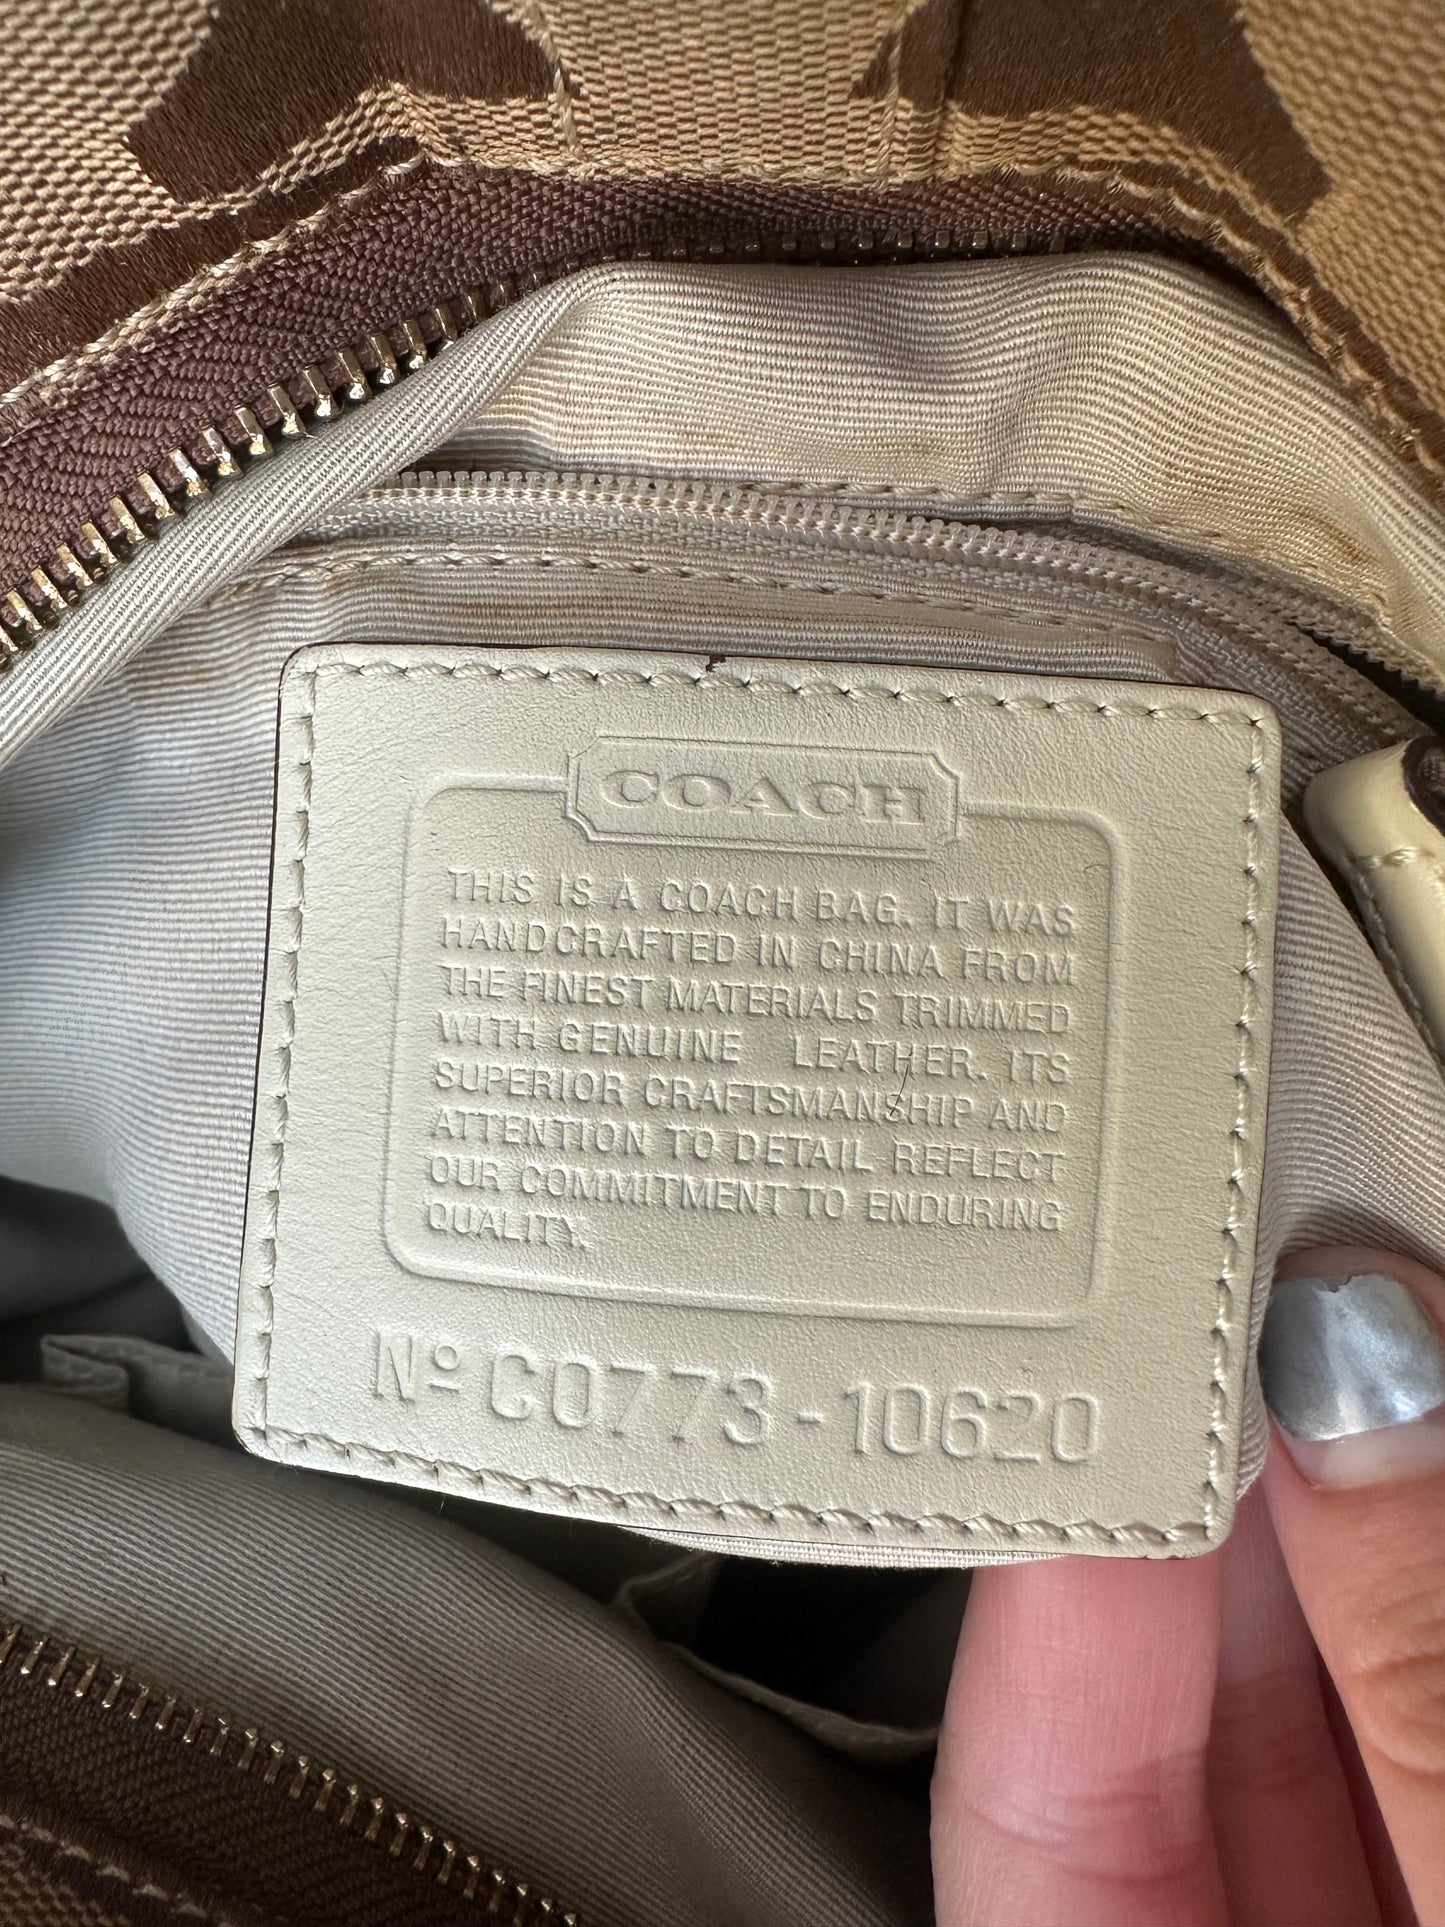 COACH
THIS IS A COACH BAG. IT WAS
HANDCRAFTED IN CHINA FROM
THE FINEST MATERIALS TRIMMED
WITH GENUINE LEATHER. ITS
SUPERIOR CRAFTSMANSHIP AND
ATTENTION TO DETAIL REFLECT
OUR COMMITMENT TO ENDURING
QUALITY.
Nº C0773-10620